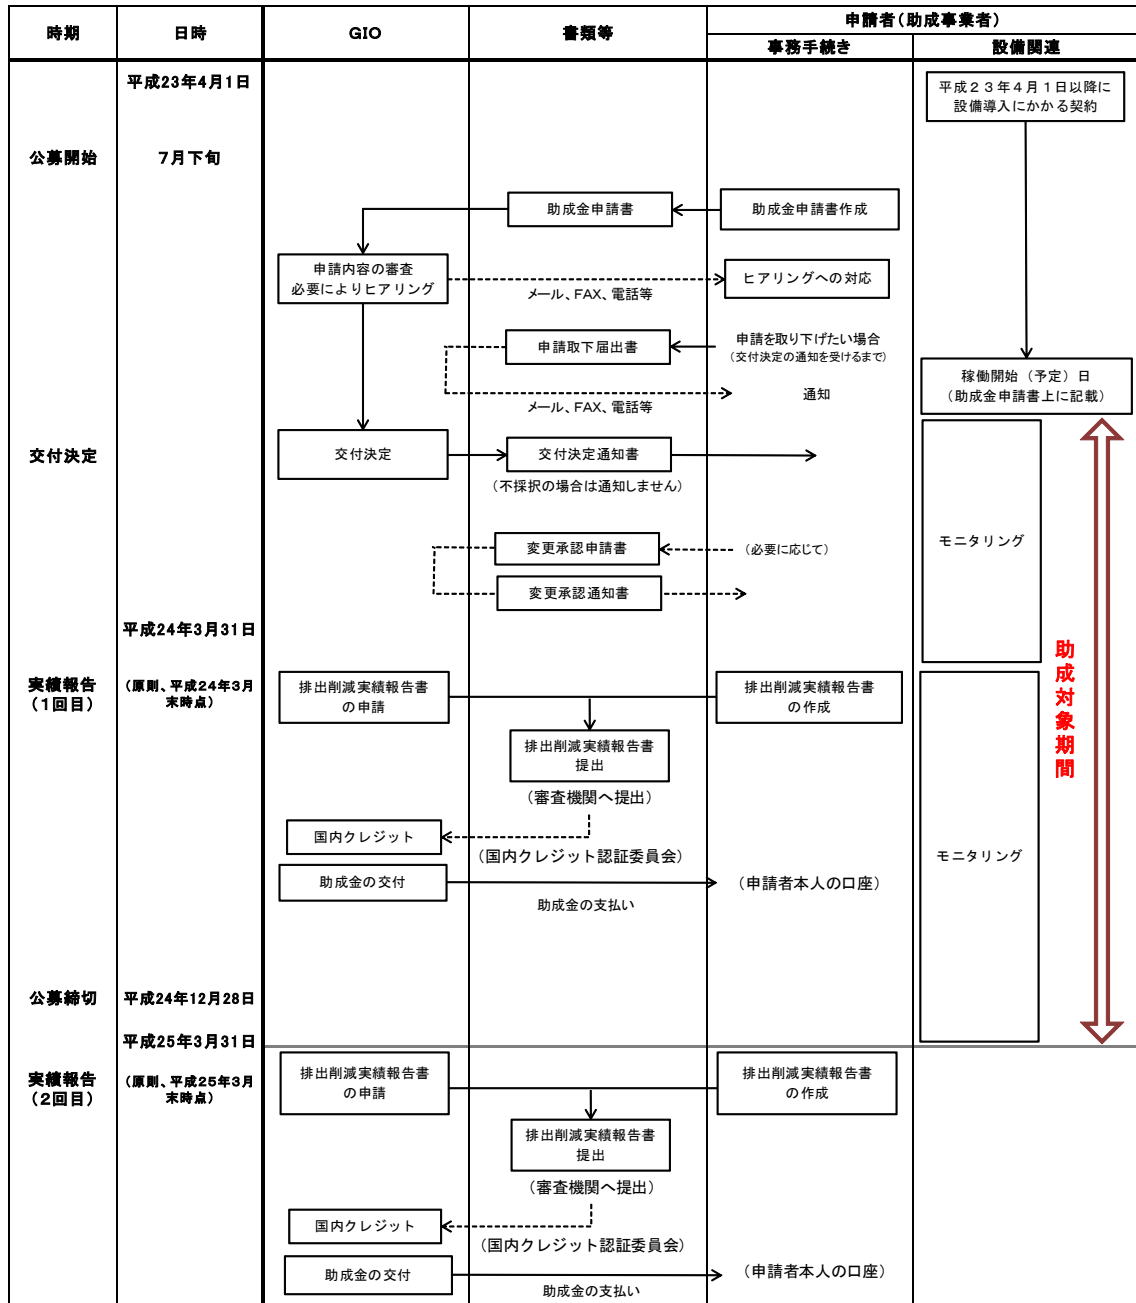 時期
日時
GIO
書類等
申請者(助成事業者)
事務手続き
設備関連
平成23年4月1日
平成23年4月1日以降に
設備導入にかかる契約
公募開始
7月下旬
助成金申請書
助成金申請書作成
申請内容の審査
必要によりヒアリング
ヒアリングへの対応
メール、FAX、電話等
申請取下届出書
申請を取り下げたい場合
(交付決定の通知を受けるまで)
通知
メール、FAX、電話等
稼働開始(予定)日
(助成金申請書上に記載)
交付決定
交付決定
交付決定通知書
(不採択の場合は通知しません)
変更承認申請書
(必要に応じて)
モニタリング
変更承認通知書
平成24年3月31日
助成対象期間
実績報告
(1回目)
(原則、平成24年3月
末時点)
排出削減実績報告書
の申請
排出削減実績報告書
の作成
排出削減実績報告書
提出
(審査機関へ提出)
国内クレジット
(国内クレジット認証委員会)
モニタリング
助成金の交付
助成金の支払い
(申請者本人の口座)
公募締切
平成24年12月28日
平成25年3月31日
実績報告
(2回目)
(原則、平成25年3月
末時点)
排出削減実績報告書
の申請
排出削減実績報告書
の作成
排出削減実績報告書
提出
(審査機関へ提出)
国内クレジット
(国内クレジット認証委員会)
助成金の交付
助成金の支払い
(申請者本人の口座)